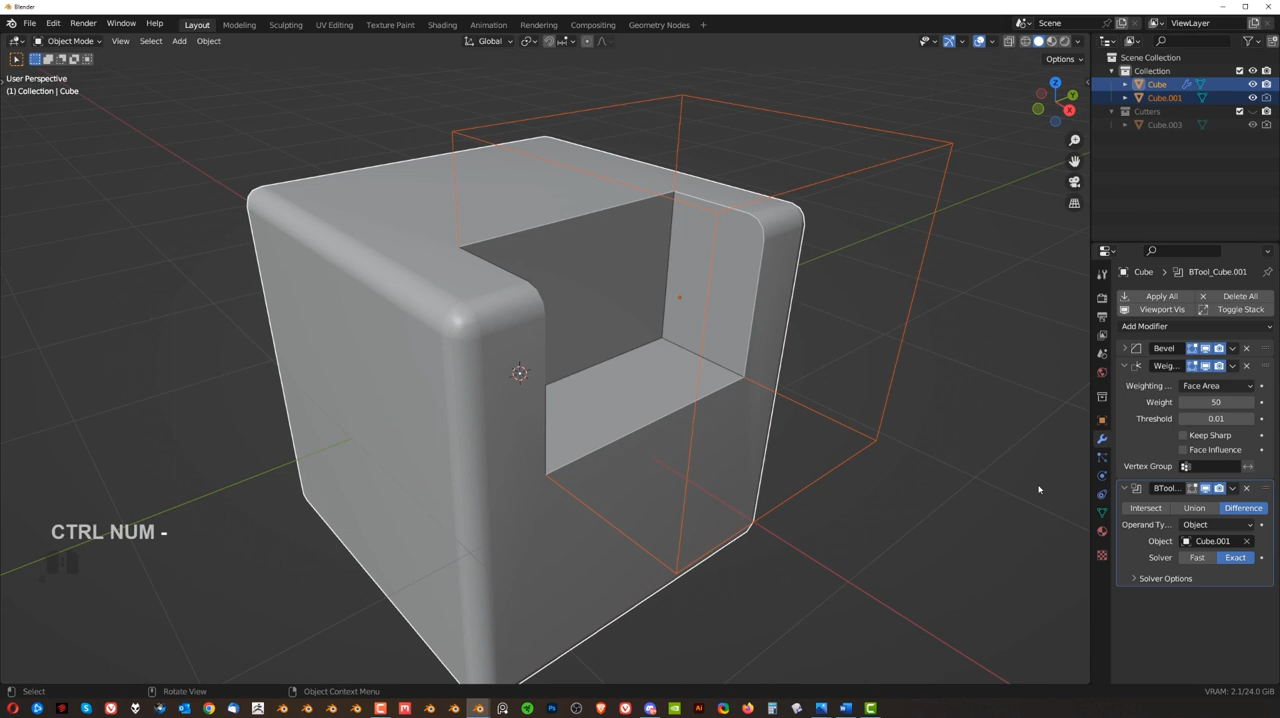 Blender
File Edit Render Window Help
Layout Modeling Sculpting UV Editing Texture Paint Shading Animation Rendering Compositing Geometry Nodes +
Scene
ViewLayer
Object Mode View Select Add Object
Global
Options
User Perspective
(1) Collection | Cube
Z
Y
X
Scene Collection
Collection
Cube
Cube.001
Cutters
Cube.003
Cube > BTool_Cube.001
Apply All Delete All
Viewport Vis Toggle Stack
Add Modifier
Bevel
Weig...
Weighting ... Face Area
Weight 50
Threshold 0.01
Keep Sharp
Face Influence
Vertex Group
BTool...
Intersect Union Difference
Operand Ty... Object
Object Cube.001
Solver Fast Exact
Solver Options
CTRL NUM -
Select Rotate View Object Context Menu
VRAM: 2.1/24.0 GiB